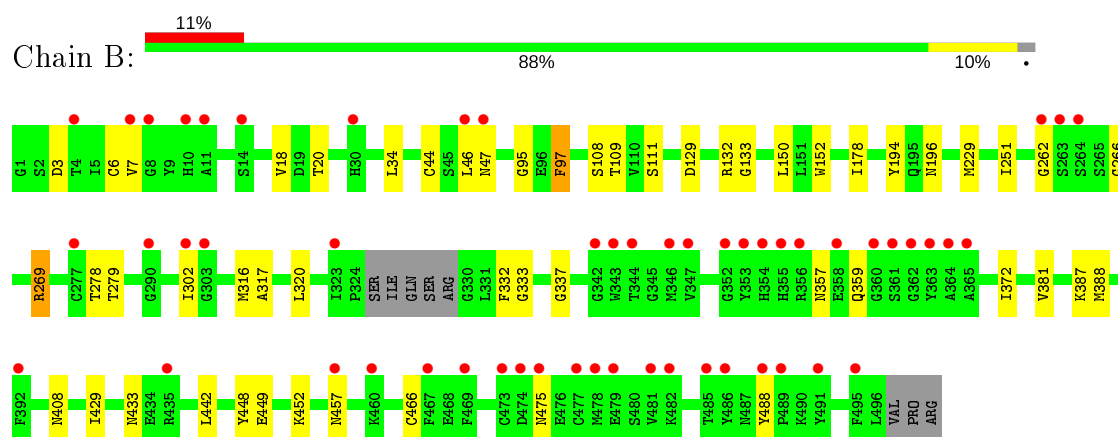 11%
Chain B:
88%
10%
•
G1 S2 D3 T4 I5 C6 V7 G8 Y9 H10 A11 S14 V18 D19 T20 H30 L34 C44 S45 L46 N47 G95 E96 F97 S108 T109 V110 S111 D129 R132 G133 L150 L151 W152 I178 Y194 Q195 N196 M229 I251 G262 S263 S264 S265 G266
R269 C277 T278 T279 G290 I302 G303 M316 A317 L320 I323 P324 SER ILE GLN SER ARG G330 L331 F332 G333 G337 G342 W343 T344 G345 M346 V347 G352 Y353 H354 H355 R356 N357 E358 Q359 G360 S361 G362 Y363 A364 A365 I372 V381 K387 M388
F392 N408 I429 N433 E434 R435 L442 Y448 E449 K452 N457 K460 C466 F467 E468 F469 C473 D474 N475 E476 C477 M478 E479 S480 V481 K482 T485 Y486 N487 Y488 P489 K490 Y491 F495 L496 VAL PRO ARG